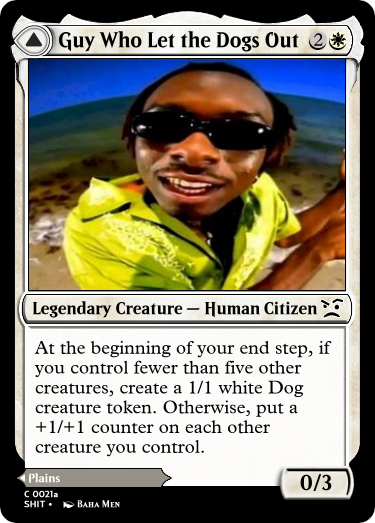 Guy Who Let the Dogs Out 2
Legendary Creature — Human Citizen
At the beginning of your end step, if
you control fewer than five other
creatures, create a 1/1 white Dog
creature token. Otherwise, put a
+1/+1 counter on each other
creature you control.
Plains
0/3
C 0021a
SHIT • Baha Men